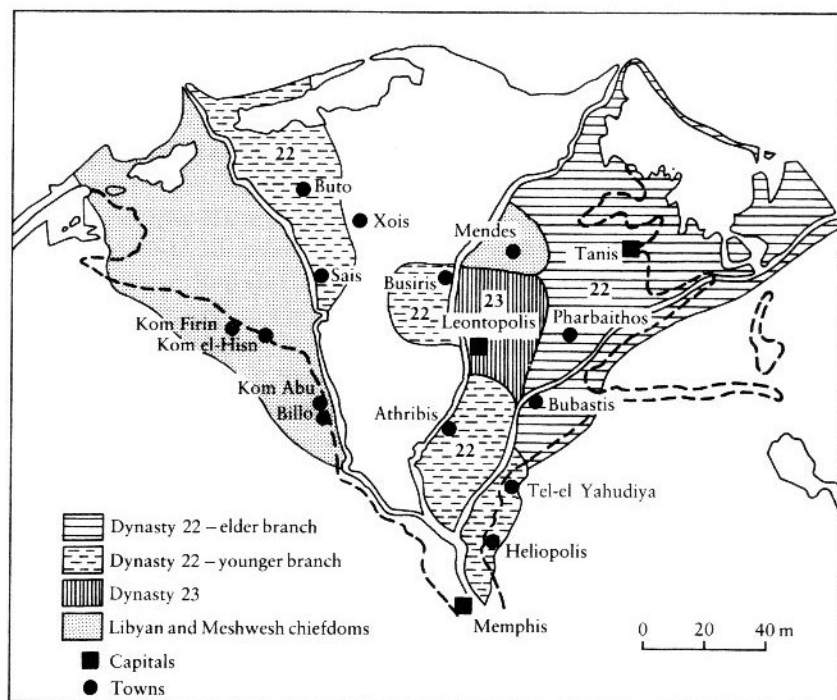 22
Buto
Xois
Mendes
Tanis
Sais
Busiris
23
22
Kom Firin
22
Leontopolis
Pharbaithos
Kom el-Hisn
Kom Abu
Billo
Athribis
Bubastis
22
Tel-el Yahudiya
Heliopolis
Memphis
Dynasty 22 – elder branch
Dynasty 22 – younger branch
Dynasty 23
Libyan and Meshwesh chiefdoms
Capitals
Towns
0 20 40 m